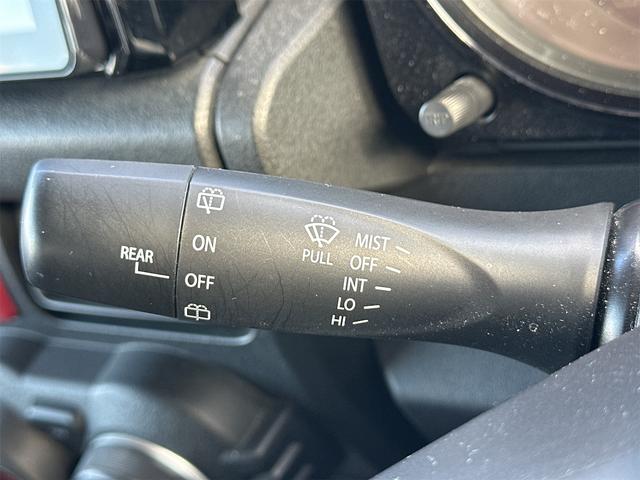 REAR
ON
OFF
PULL
MIST
OFF
INT
LO
HI